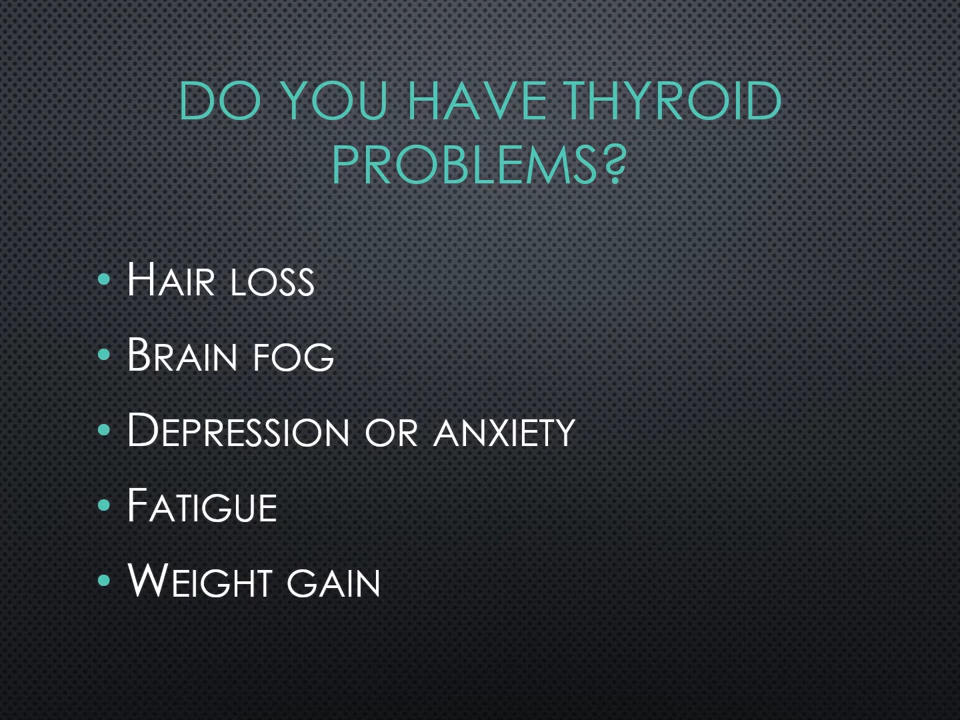 DO YOU HAVE THYROID
PROBLEMS?
• HAIR LOSS
• BRAIN FOG
• DEPRESSION OR ANXIETY
• FATIGUE
• WEIGHT GAIN